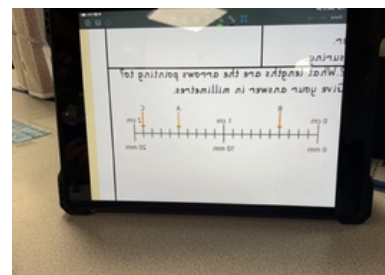 r.
suring
? What lengths are the arrows pointing to?
Give your answer in millimetres.
B A C
0 cm 1 cm 2 cm
0 mm 10 mm 20 mm